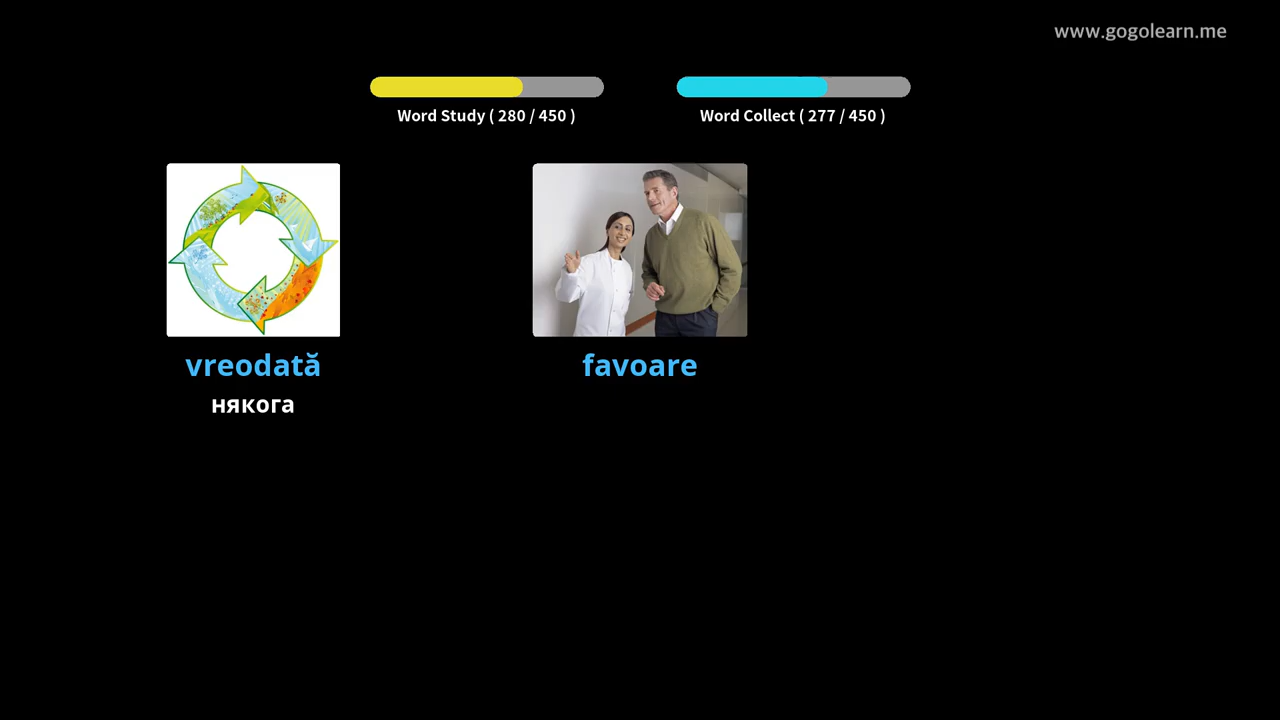 www.gogolearn.me
Word Study ( 280 / 450 )
Word Collect ( 277 / 450 )
vreodată
favoare
някога